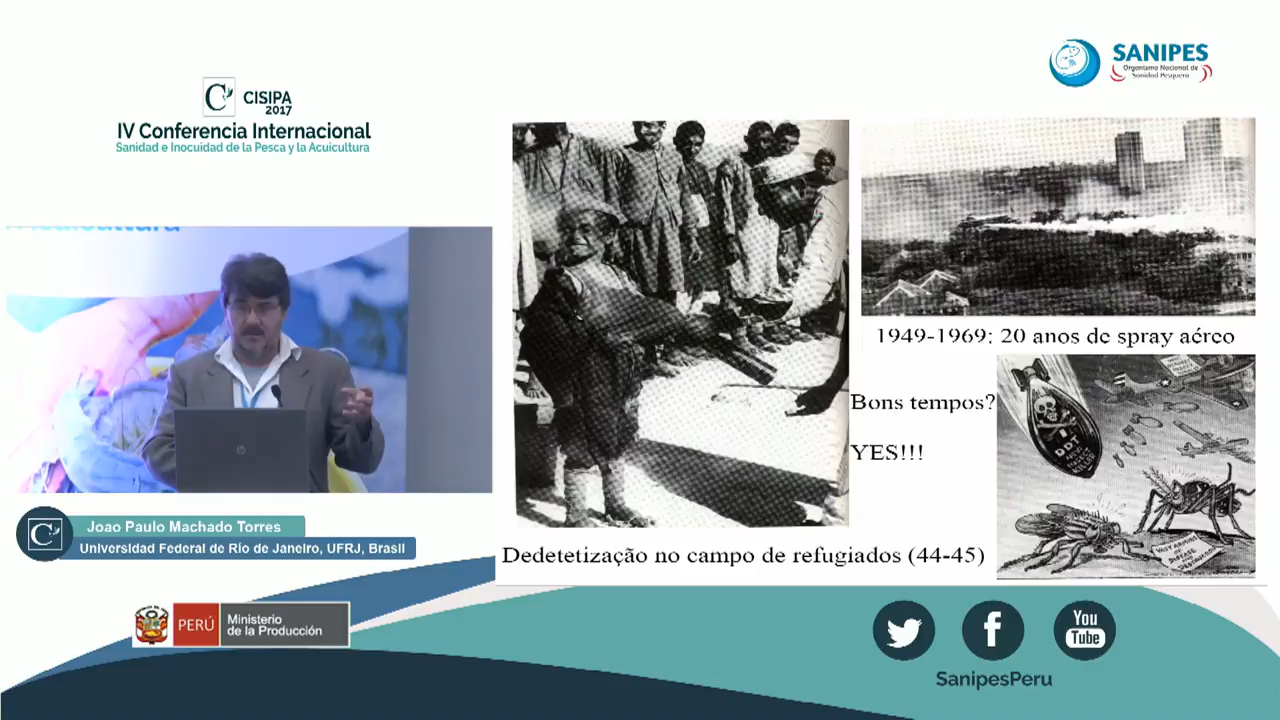 CISIPA
2017
IV Conferencia Internacional
Sanidad e Inocuidad de la Pesca y la Acuicultura
SANIPES
Organismo Nacional de
Sanidad Pesquera
1949-1969: 20 anos de spray aéreo
Bons tempos?
YES!!!
DDT
Dedetetização no campo de refugiados (44-45)
hp
Joao Paulo Machado Torres
Universidad Federal de Río de Janeiro, UFRJ, Brasil
PERÚ
Ministerio
de la Producción
You
Tube
SanipesPeru